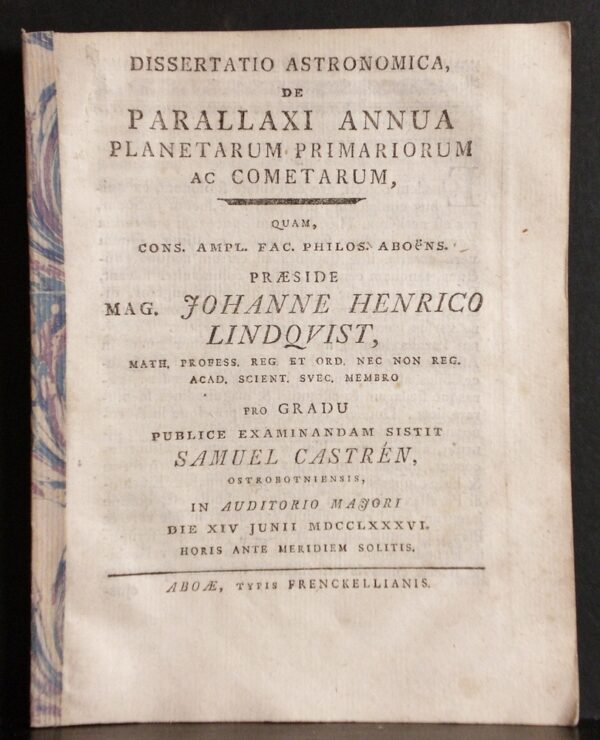 DISSERTATIO ASTRONOMICA,
DE
PARALLAXI ANNUA
PLANETARUM PRIMARIORUM
AC COMETARUM,
QUAM,
CONS. AMPL. FAC. PHILOS. ABOËNS.
PRÆSIDE
MAG. JOHANNE HENRICO
LINDQVIST,
MATH. PROFESS. REG. ET ORD. NEC NON REG.
ACAD. SCIENT. SVEC. MEMBRO
PRO GRADU
PUBLICE EXAMINANDAM SISTIT
SAMUEL CASTRÉN,
OSTROBOTNIENSIS,
IN AUDITORIO MAJORI
DIE XIV JUNII MDCCLXXXVI.
HORIS ANTE MERIDIEM SOLITIS.
ABOÆ, TYPIS FRENCKELLIANIS.